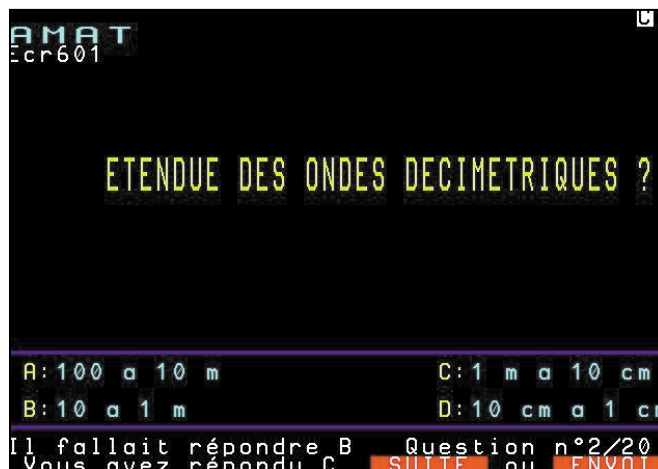 C
AMAT
Ecr601
ETENDUE DES ONDES DECIMETRIQUES ?
A:100 a 10 m C:1 m a 10 cm
B:10 a 1 m D:10 cm a 1 cm
Il fallait répondre B Question n°2/20
Vous avez répondu C SUITE ou ENVOI